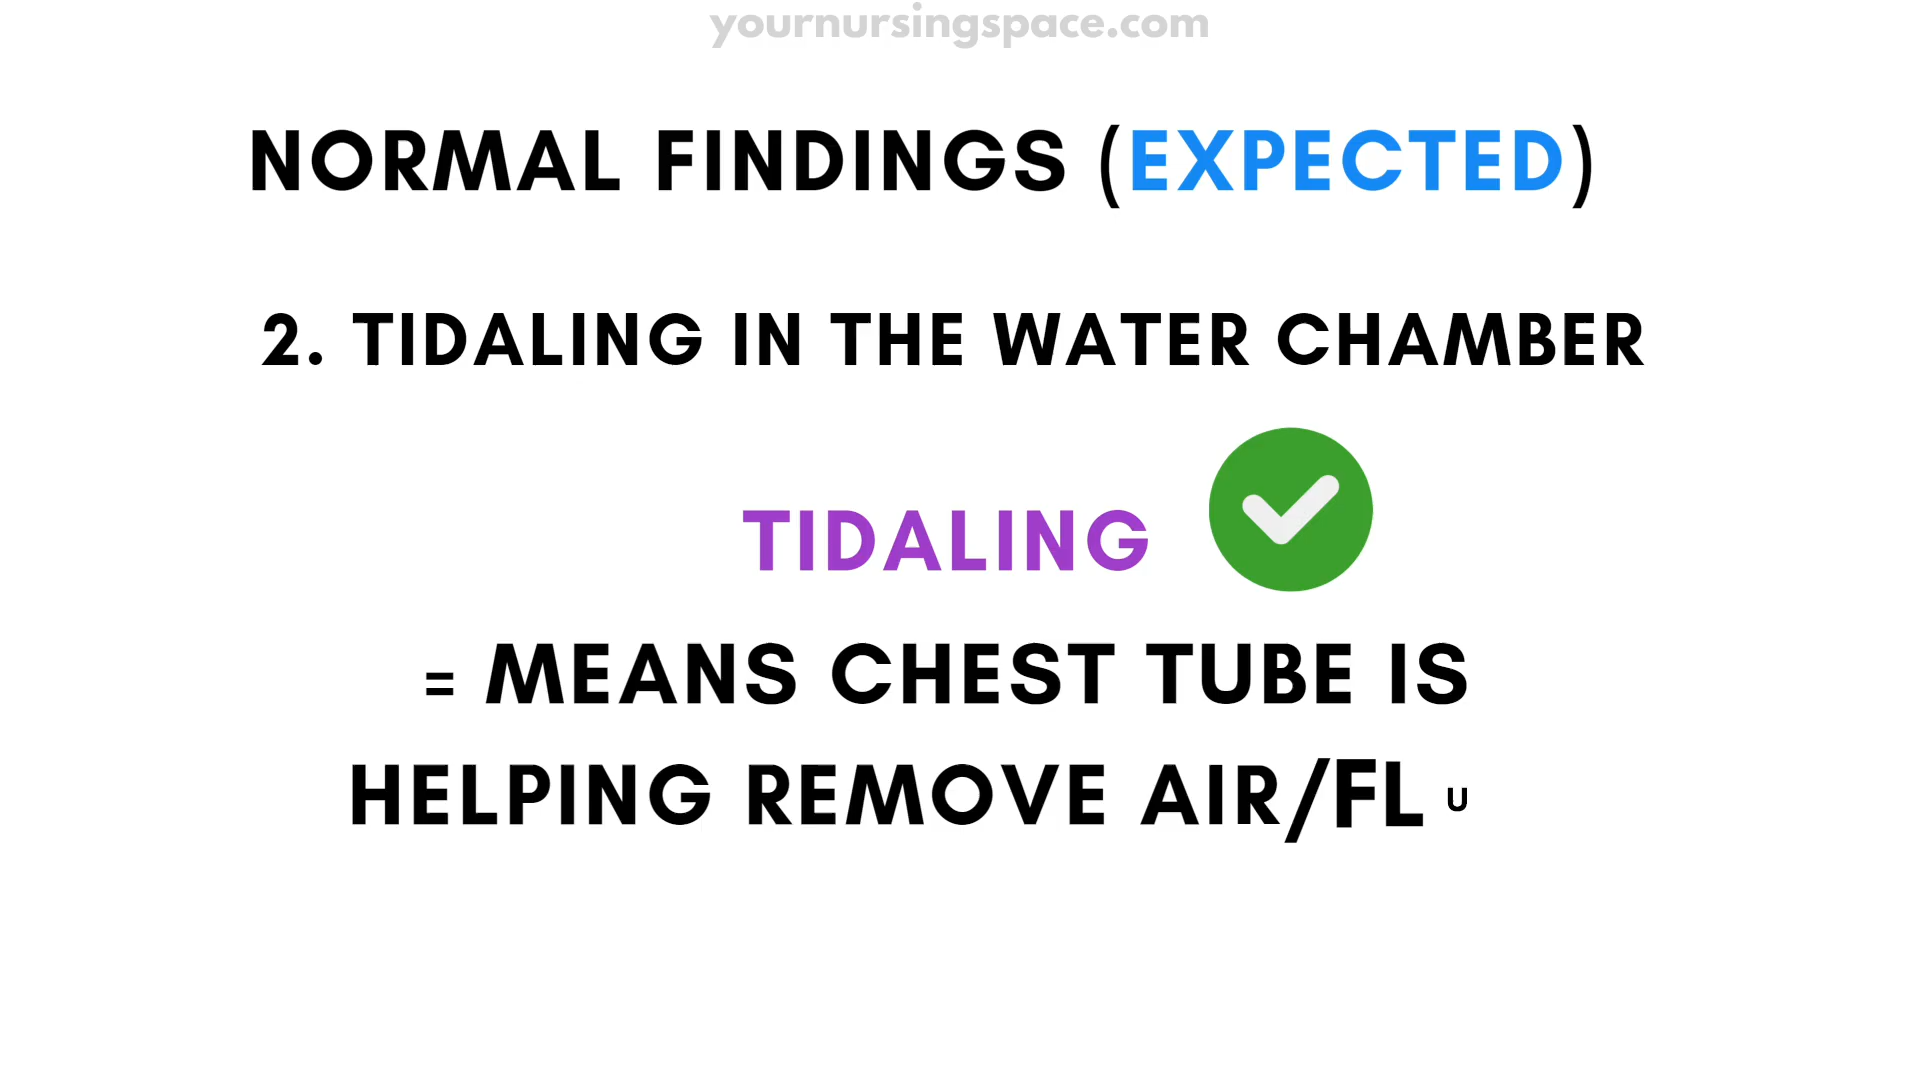 yournursingspace.com
NORMAL FINDINGS (EXPECTED)
2. TIDALING IN THE WATER CHAMBER
TIDALING
= MEANS CHEST TUBE IS
HELPING REMOVE AIR/FLU